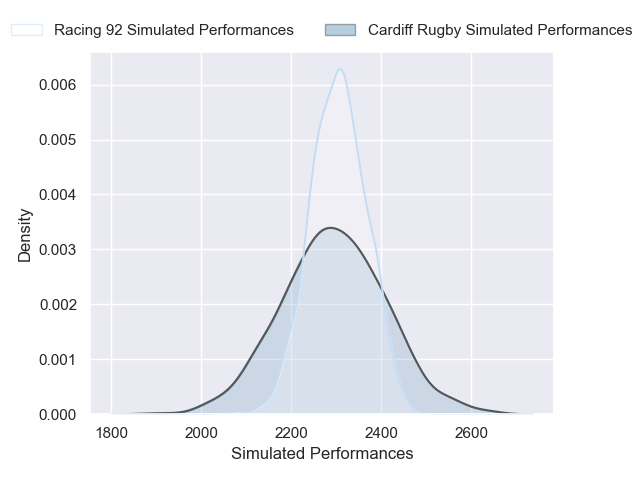 Racing 92 Simulated Performances
Cardiff Rugby Simulated Performances
0.006
0.005
0.004
0.003
0.002
0.001
0.000
Density
1800 2000 2200 2400 2600
Simulated Performances